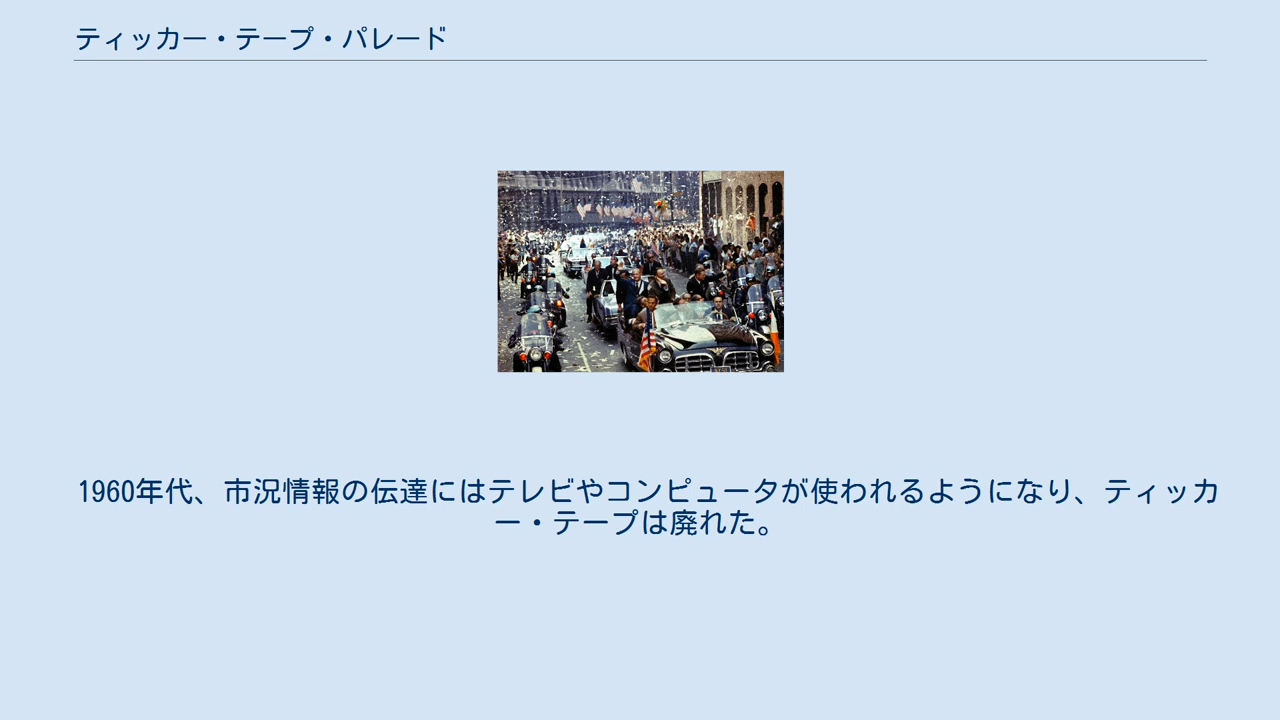 ティッカー・テープ・パレード
1960年代、市況情報の伝達にはテレビやコンピュータが使われるようになり、ティッカ
ー・テープは廃れた。